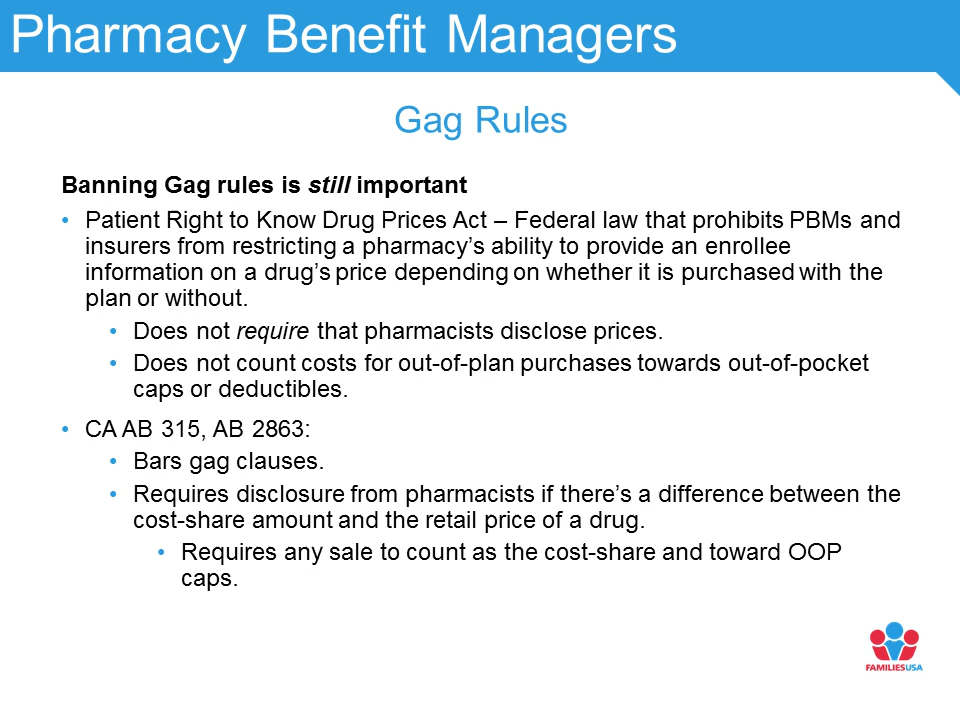 Pharmacy Benefit Managers
Gag Rules
Banning Gag rules is still important
• Patient Right to Know Drug Prices Act – Federal law that prohibits PBMs and
insurers from restricting a pharmacy's ability to provide an enrollee
information on a drug's price depending on whether it is purchased with the
plan or without.
• Does not require that pharmacists disclose prices.
• Does not count costs for out-of-plan purchases towards out-of-pocket
caps or deductibles.
• CA AB 315, AB 2863:
• Bars gag clauses.
• Requires disclosure from pharmacists if there's a difference between the
cost-share amount and the retail price of a drug.
• Requires any sale to count as the cost-share and toward OOP
caps.
FAMILIESUSA